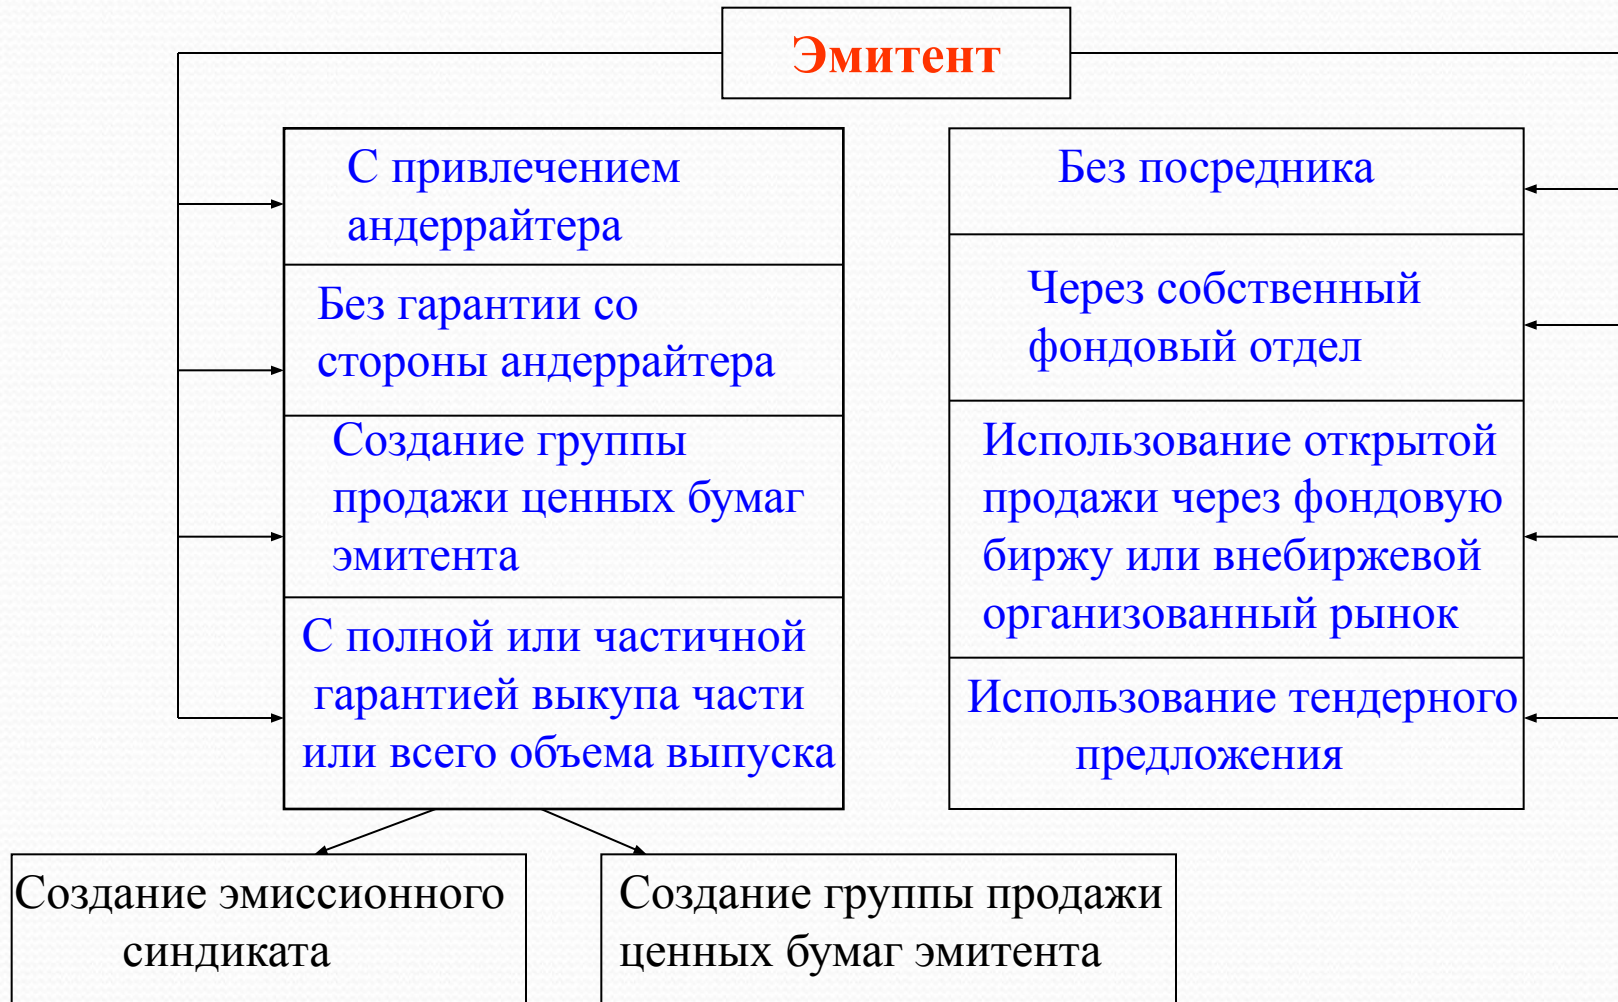 Эмитент
С привлечением
андеррайтера
Без гарантии со
стороны андеррайтера
Создание группы
продажи ценных бумаг
эмитента
С полной или частичной
гарантией выкупа части
или всего объема выпуска
Без посредника
Через собственный
фондовый отдел
Использование открытой
продажи через фондовую
биржу или внебиржевой
организованный рынок
Использование тендерного
предложения
Создание эмиссионного
синдиката
Создание группы продажи
ценных бумаг эмитента